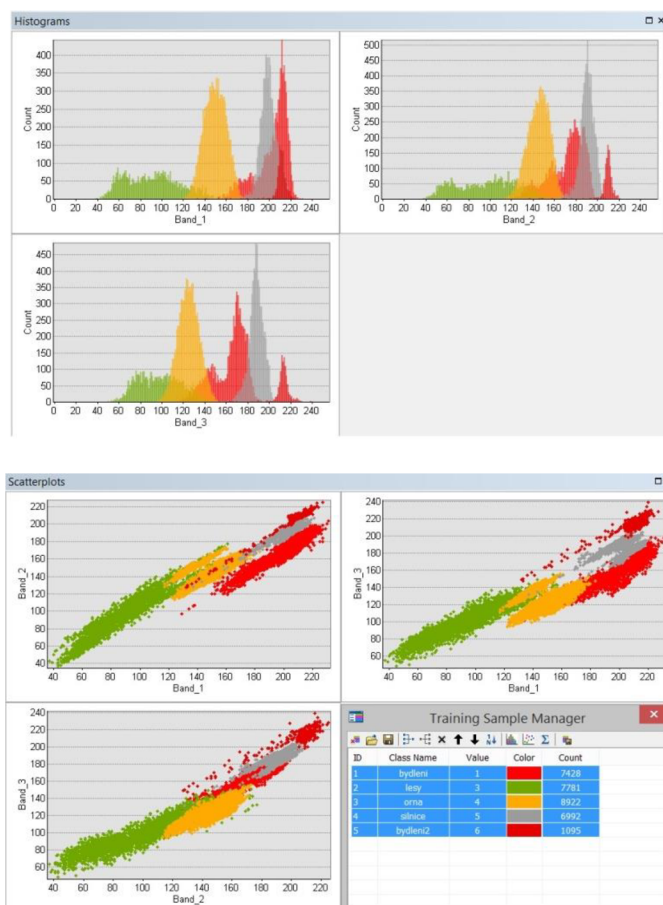 Histograms
400
350
300
250
200
150
100
50
0
Count
0 20 40 60 80 100 120 140 160 180 200 220 240
Band_1
500
450
400
350
300
250
200
150
100
50
0
Count
0 20 40 60 80 100 120 140 160 180 200 220 240
Band_2
450
400
350
300
250
200
150
100
50
0
Count
0 20 40 60 80 100 120 140 160 180 200 220 240
Band_3
Scatterplots
220
200
180
160
140
120
100
80
60
40
Band_2
40 60 80 100 120 140 160 180 200 220
Band_1
240
220
200
180
160
140
120
100
80
60
Band_3
40 60 80 100 120 140 160 180 200 220
Band_1
240
220
200
180
160
140
120
100
80
60
Band_3
40 60 80 100 120 140 160 180 200 220
Band_2
Training Sample Manager
ID Class Name Value Color Count
1 bydleni 1 7428
2 lesy 3 7781
3 orna 4 8922
4 silnice 5 6992
5 bydleni2 6 1095